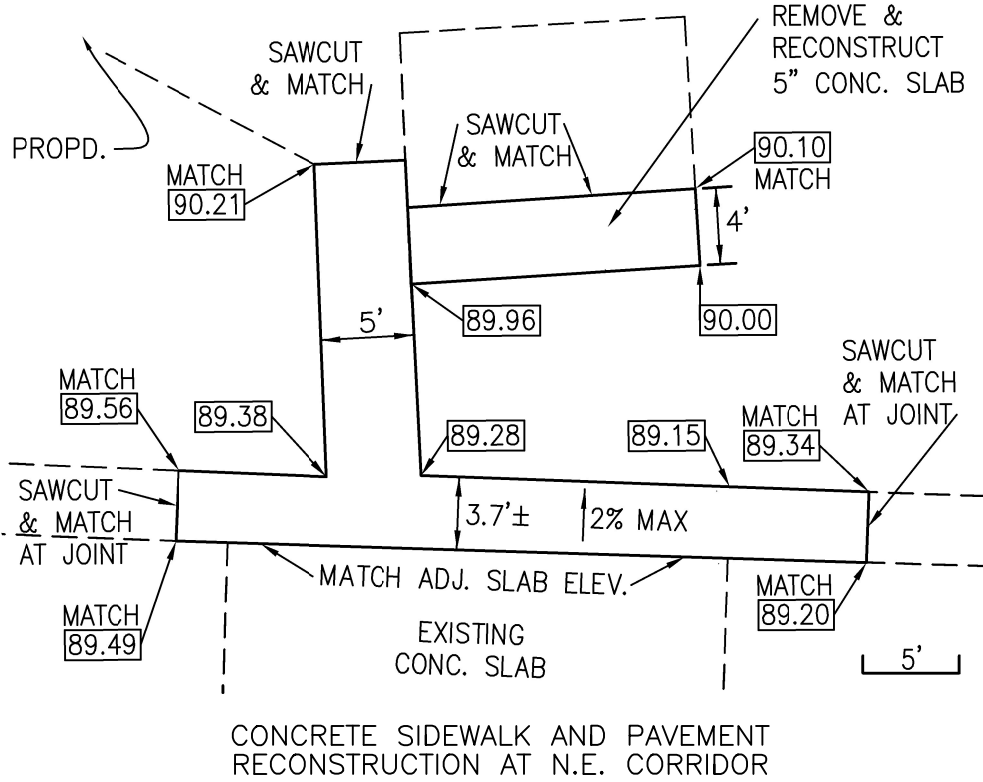 REMOVE &
RECONSTRUCT
5" CONC. SLAB
SAWCUT
& MATCH
PROPD.
SAWCUT
& MATCH
90.10
MATCH
MATCH
90.21
4'
5'
89.96
90.00
SAWCUT
& MATCH
AT JOINT
MATCH
89.56
89.38
89.28
89.15
MATCH
89.34
SAWCUT
& MATCH
AT JOINT
3.7'±
2% MAX
MATCH ADJ. SLAB ELEV.
MATCH
89.49
MATCH
89.20
EXISTING
CONC. SLAB
5'
CONCRETE SIDEWALK AND PAVEMENT
RECONSTRUCTION AT N.E. CORRIDOR